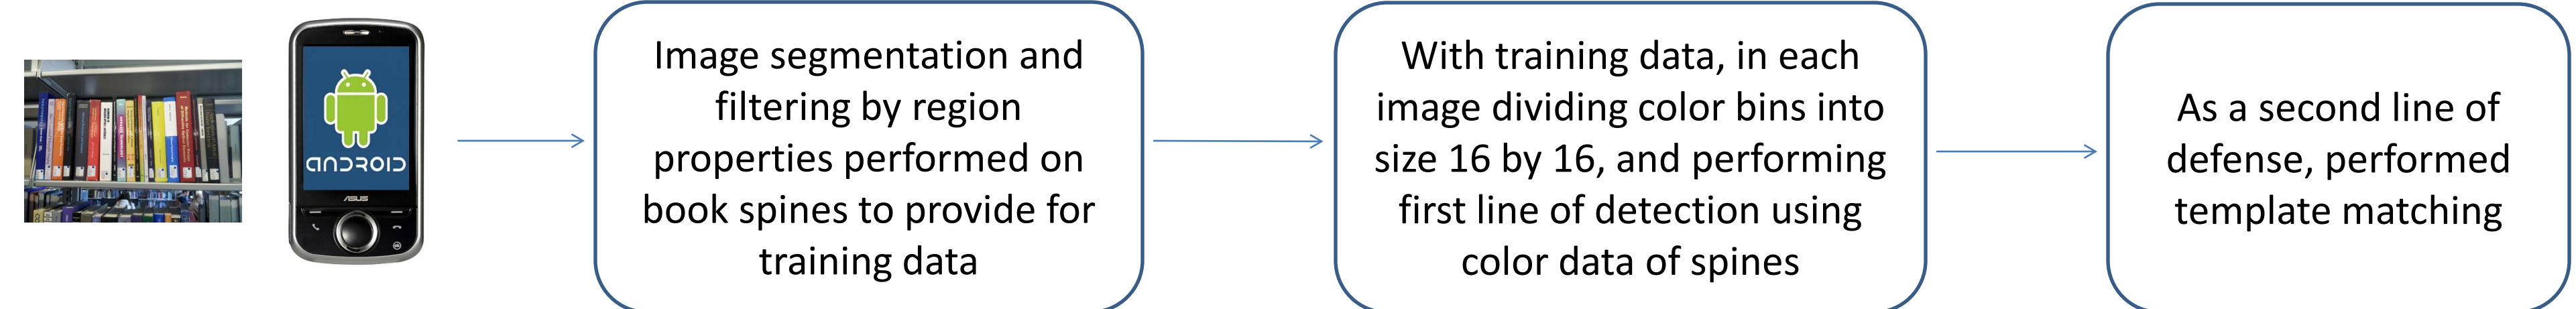 ANDROID
ASUS
Image segmentation and
filtering by region
properties performed on
book spines to provide for
training data
With training data, in each
image dividing color bins into
size 16 by 16, and performing
first line of detection using
color data of spines
As a second line of
defense, performed
template matching